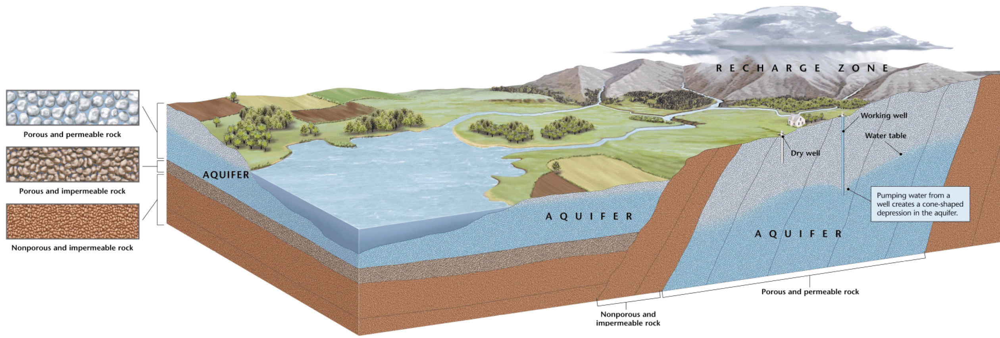 RECHARGE ZONE
Porous and permeable rock
Porous and impermeable rock
Nonporous and impermeable rock
AQUIFER
AQUIFER
AQUIFER
Working well
Water table
Dry well
Pumping water from a
well creates a cone-shaped
depression in the aquifer.
Porous and permeable rock
Nonporous and
impermeable rock